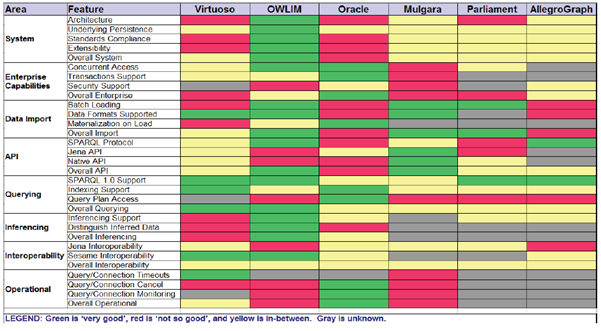 Area Feature Virtuoso OWLIM Oracle Mulgara Parliament AllegroGraph
System
Architecture
Underlying Persistence
Standards Compliance
Extensibility
Overall System
Enterprise Capabilities
Concurrent Access
Transactions Support
Security Support
Overall Enterprise
Data Import
Batch Loading
Data Formats Supported
Materialization on Load
Overall Import
API
SPARQL Protocol
Jena API
Native API
Overall API
Querying
SPARQL 1.0 Support
Indexing Support
Query Plan Access
Overall Querying
Inferencing
Inferencing Support
Distinguish Inferred Data
Overall Inferencing
Interoperability
Jena Interoperability
Sesame Interoperability
Overall Interoperability
Operational
Query/Connection Timeouts
Query/Connection Cancel
Query/Connection Monitoring
Overall Operational
LEGEND: Green is 'very good', red is 'not so good', and yellow is in-between. Gray is unknown.